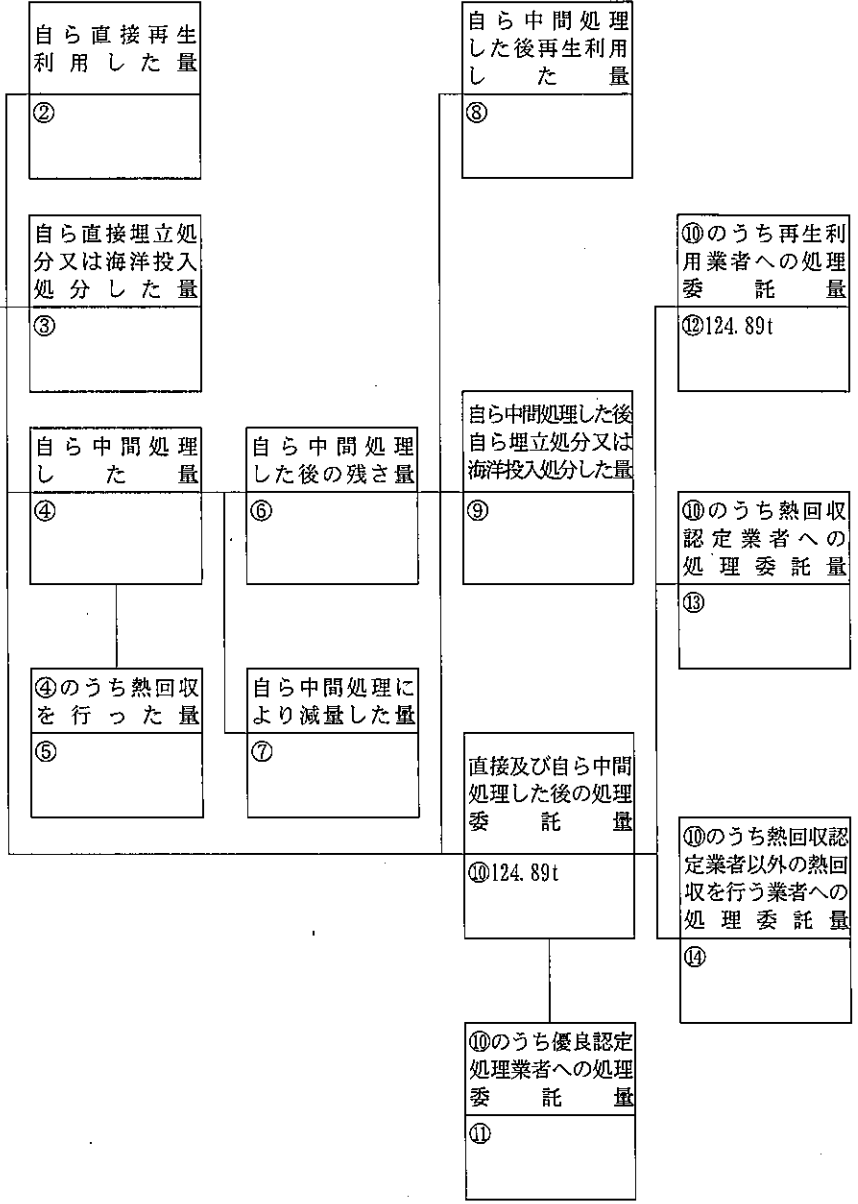 自ら直接再生
利用した量
②
自ら直接埋立処
分又は海洋投入
処分した量
③
自ら中間処理
した量
④
④のうち熱回収
を行った量
⑤
自ら中間処理
した後の残さ量
⑥
自ら中間処理に
より減量した量
⑦
自ら中間処理
した後再生利用
した量
⑧
自ら中間処理した後
自ら埋立処分又は
海洋投入処分した量
⑨
直接及び自ら中間
処理した後の処理
委託量
⑩124.89t
⑩のうち優良認定
処理業者への処理
委託量
⑪
⑩のうち再生利
用業者への処理
委託量
⑫124.89t
⑩のうち熱回収
認定業者への
処理委託量
⑬
⑩のうち熱回収認
定業者以外の熱回
収を行う業者への
処理委託量
⑭